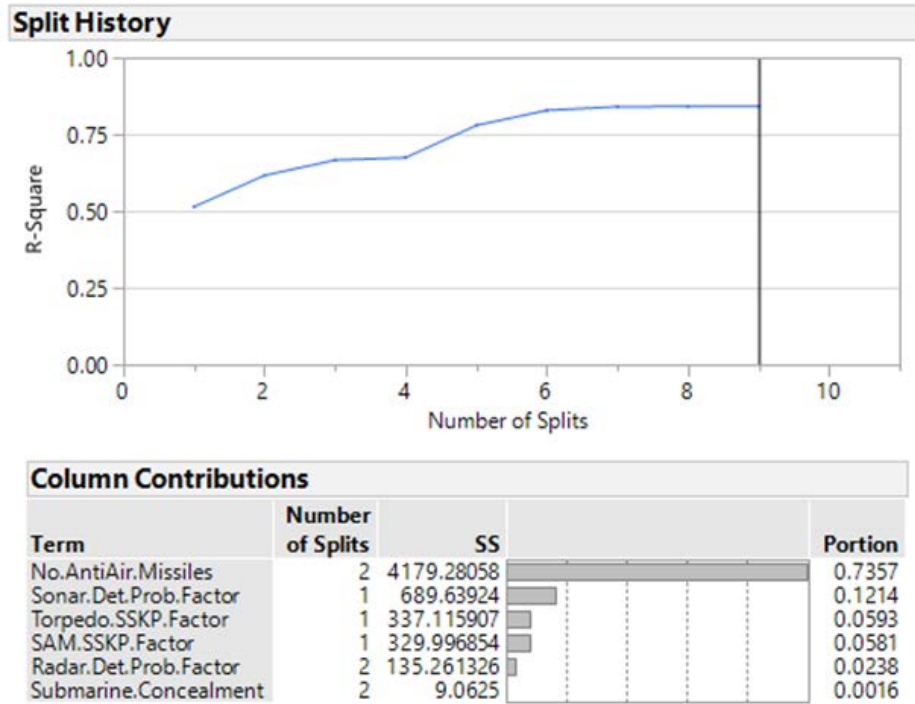 Split History
1.00
0.75
0.50
0.25
0.00
R-Square
0 2 4 6 8 10
Number of Splits
Column Contributions
Term Number of Splits SS Portion
No.AntiAir.Missiles 2 4179.28058 0.7357
Sonar.Det.Prob.Factor 1 689.63924 0.1214
Torpedo.SSKP.Factor 1 337.115907 0.0593
SAM.SSKP.Factor 1 329.996854 0.0581
Radar.Det.Prob.Factor 2 135.261326 0.0238
Submarine.Concealment 2 9.0625 0.0016